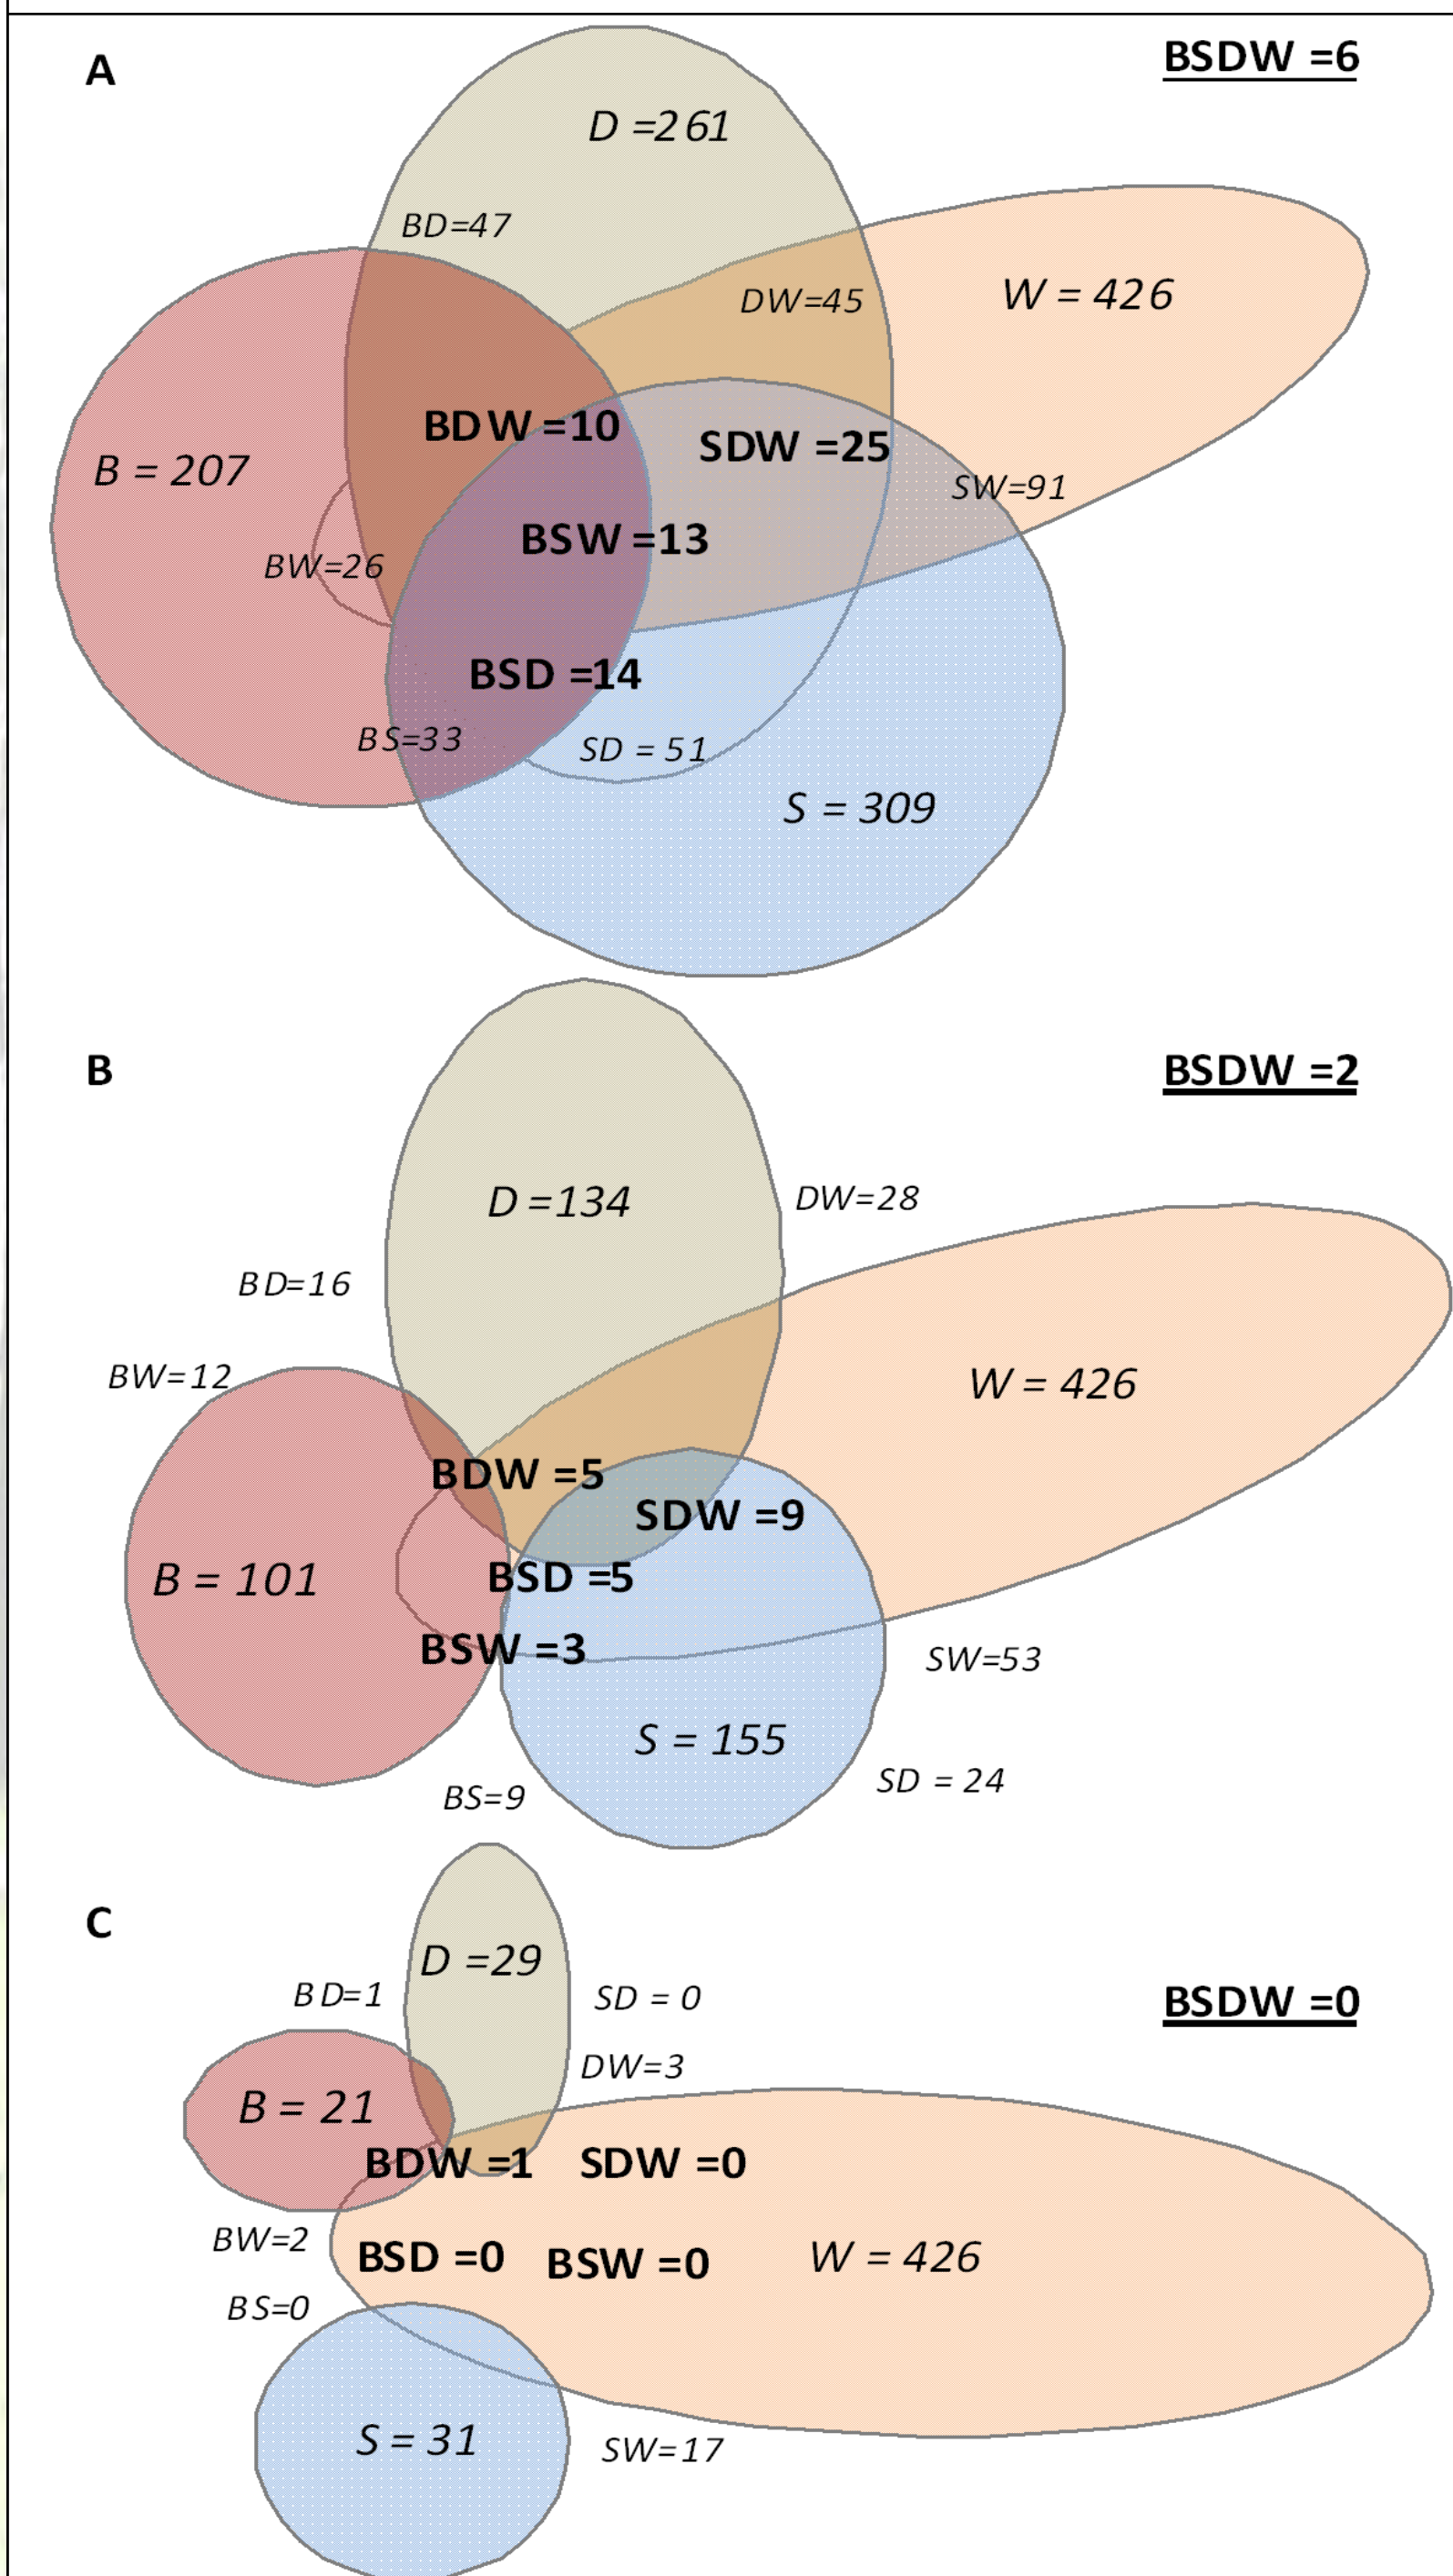 A
BSDW =6
D =261
BD=47
DW=45
W = 426
BDW =10
SDW =25
B = 207
SW=91
BSW =13
BW=26
BSD =14
BS=33
SD = 51
S = 309
B
BSDW =2
D =134
DW=28
BD=16
BW=12
W = 426
BDW =5
SDW =9
B = 101
BSD =5
BSW =3
SW=53
S = 155
SD = 24
BS=9
C
D =29
BD=1
SD = 0
BSDW =0
DW=3
B = 21
BDW =1
SDW =0
BW=2
BSD =0
BSW =0
W = 426
BS=0
S = 31
SW=17